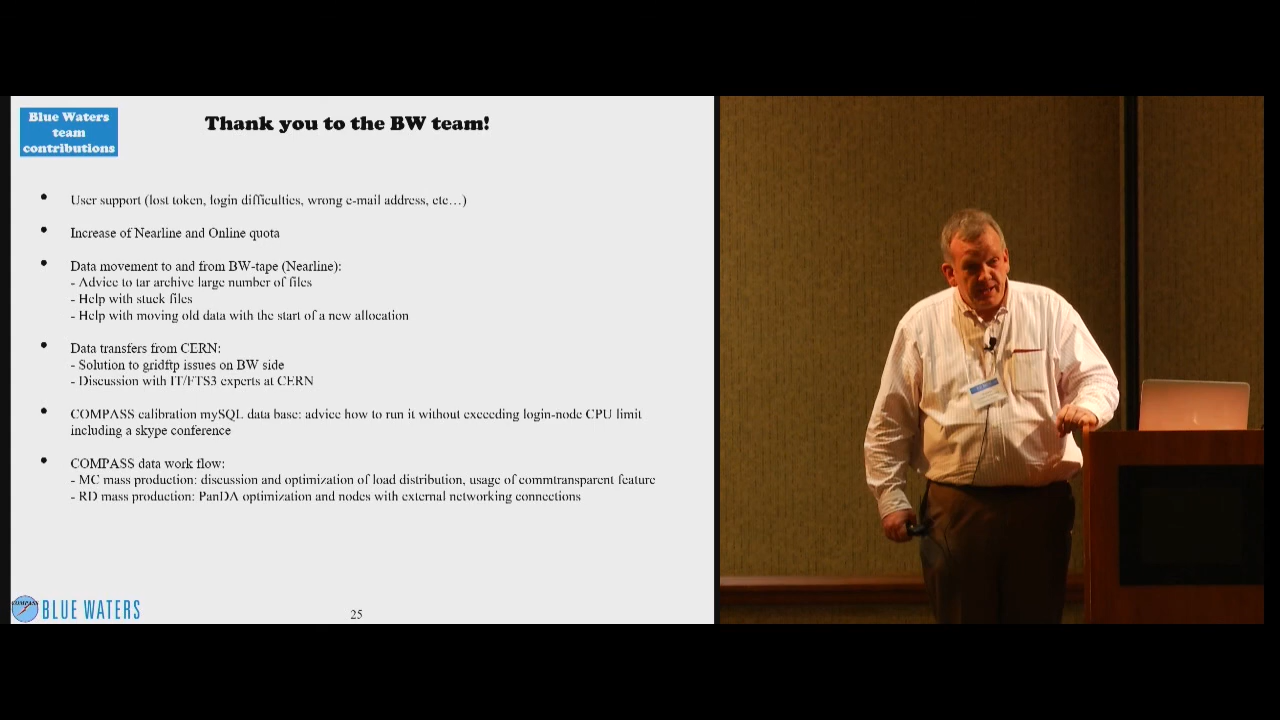 Blue Waters
team
contributions
Thank you to the BW team!
• User support (lost token, login difficulties, wrong e-mail address, etc…)
• Increase of Nearline and Online quota
• Data movement to and from BW-tape (Nearline):
- Advice to tar archive large number of files
- Help with stuck files
- Help with moving old data with the start of a new allocation
• Data transfers from CERN:
- Solution to gridftp issues on BW side
- Discussion with IT/FTS3 experts at CERN
• COMPASS calibration mySQL data base: advice how to run it without exceeding login-node CPU limit
including a skype conference
• COMPASS data work flow:
- MC mass production: discussion and optimization of load distribution, usage of commtransparent feature
- RD mass production: PanDA optimization and nodes with external networking connections
COMPASS
BLUE WATERS
25